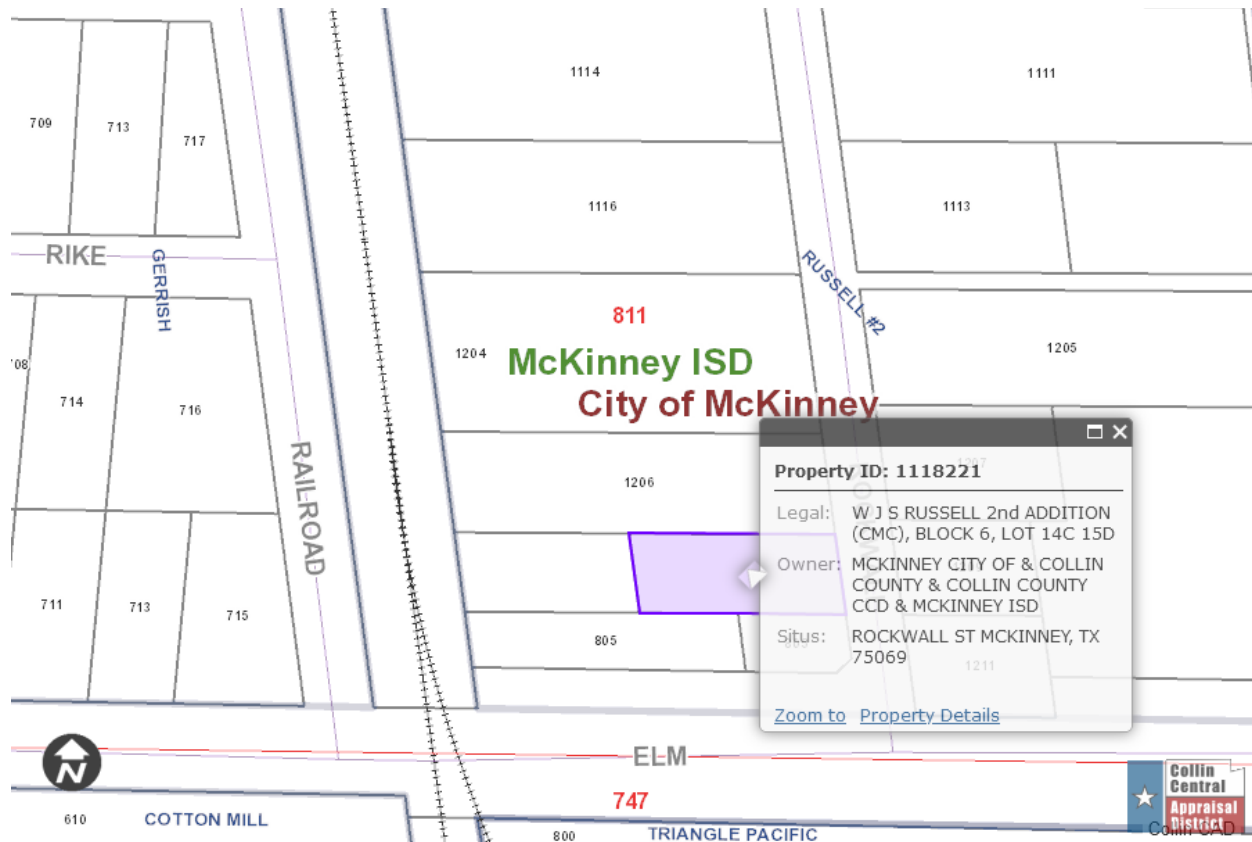 1114
1111
709
713
717
1116
1113
RIKE
GERRISH
RUSSELL #2
811
1204
McKinney ISD
1205
City of McKinney
08
714
716
RAILROAD
1206
1207
Property ID: 1118221
Legal: W J S RUSSELL 2nd ADDITION
(CMC), BLOCK 6, LOT 14C 15D
Owner: MCKINNEY CITY OF & COLLIN
COUNTY & COLLIN COUNTY
CCD & MCKINNEY ISD
Situs: ROCKWALL ST MCKINNEY, TX
75069
711
713
715
805
1211
Zoom to Property Details
N
ELM
747
610
COTTON MILL
800
TRIANGLE PACIFIC
Collin
Central
Appraisal
District
Collin CAD